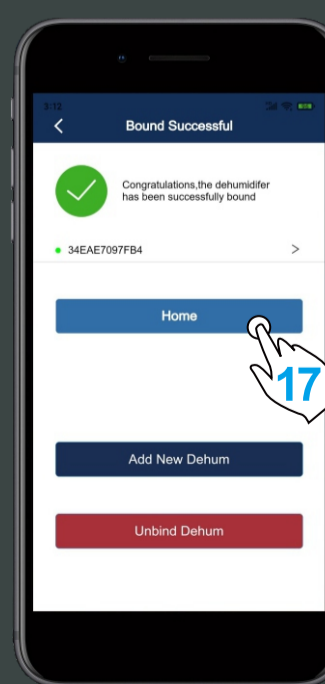 3:12
Bound Successful
Congratulations,the dehumidifer
has been successfully bound
34EAE7097FB4
Home
17
Add New Dehum
Unbind Dehum